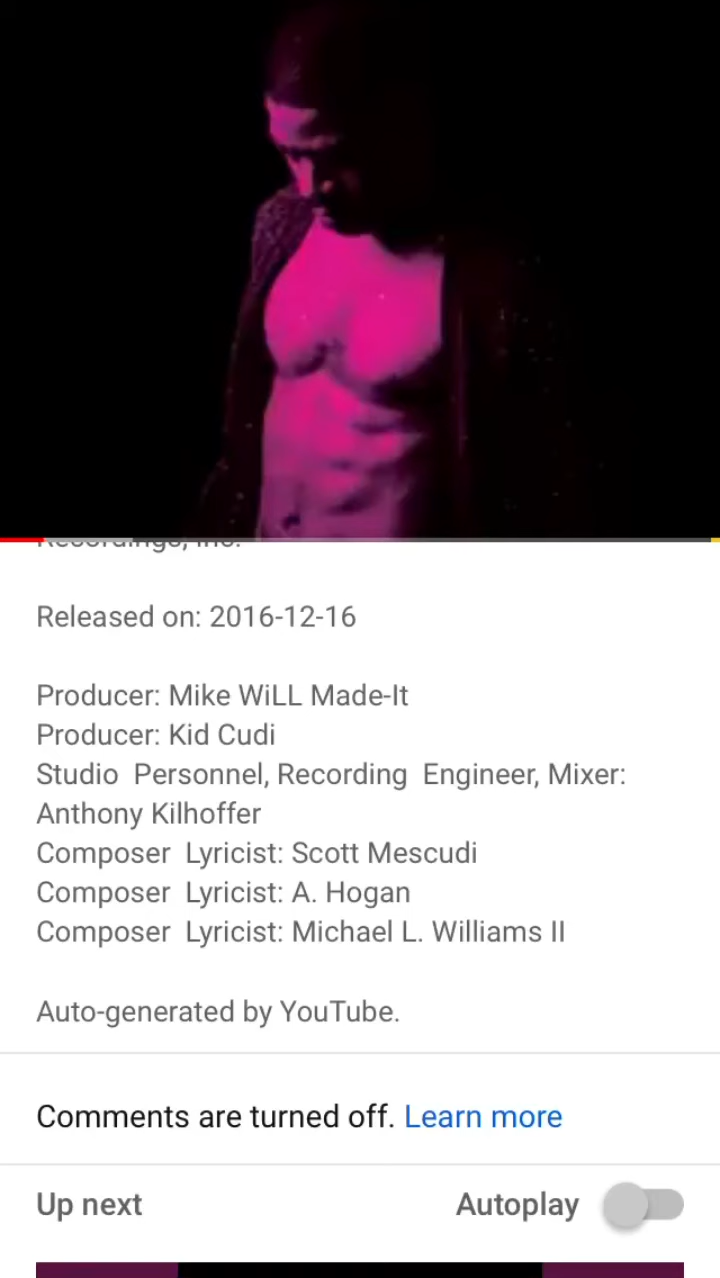 Recordings, Inc.
Released on: 2016-12-16
Producer: Mike WiLL Made-It
Producer: Kid Cudi
Studio  Personnel, Recording  Engineer, Mixer:
Anthony Kilhoffer
Composer  Lyricist: Scott Mescudi
Composer  Lyricist: A. Hogan
Composer  Lyricist: Michael L. Williams II
Auto-generated by YouTube.
Comments are turned off. Learn more
Up next Autoplay